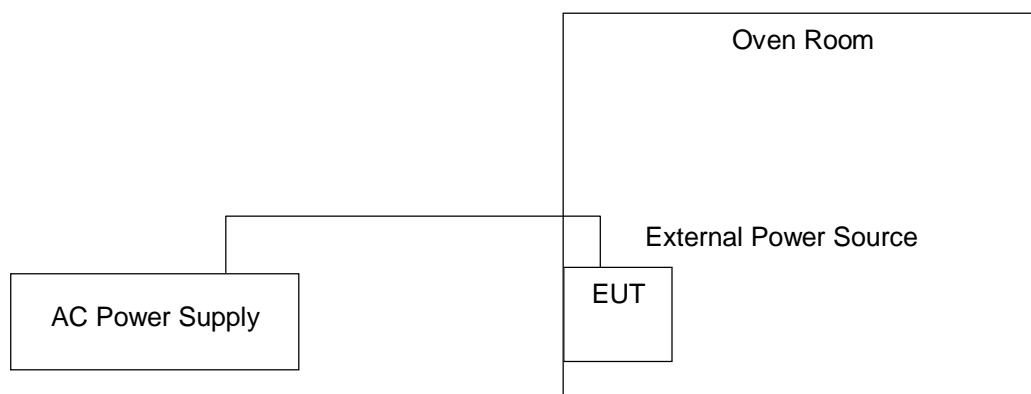 Oven Room
External Power Source
EUT
AC Power Supply